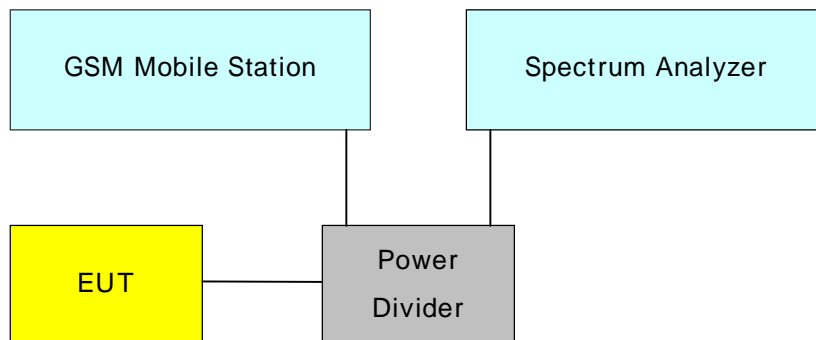 GSM Mobile Station
Spectrum Analyzer
EUT
Power
Divider